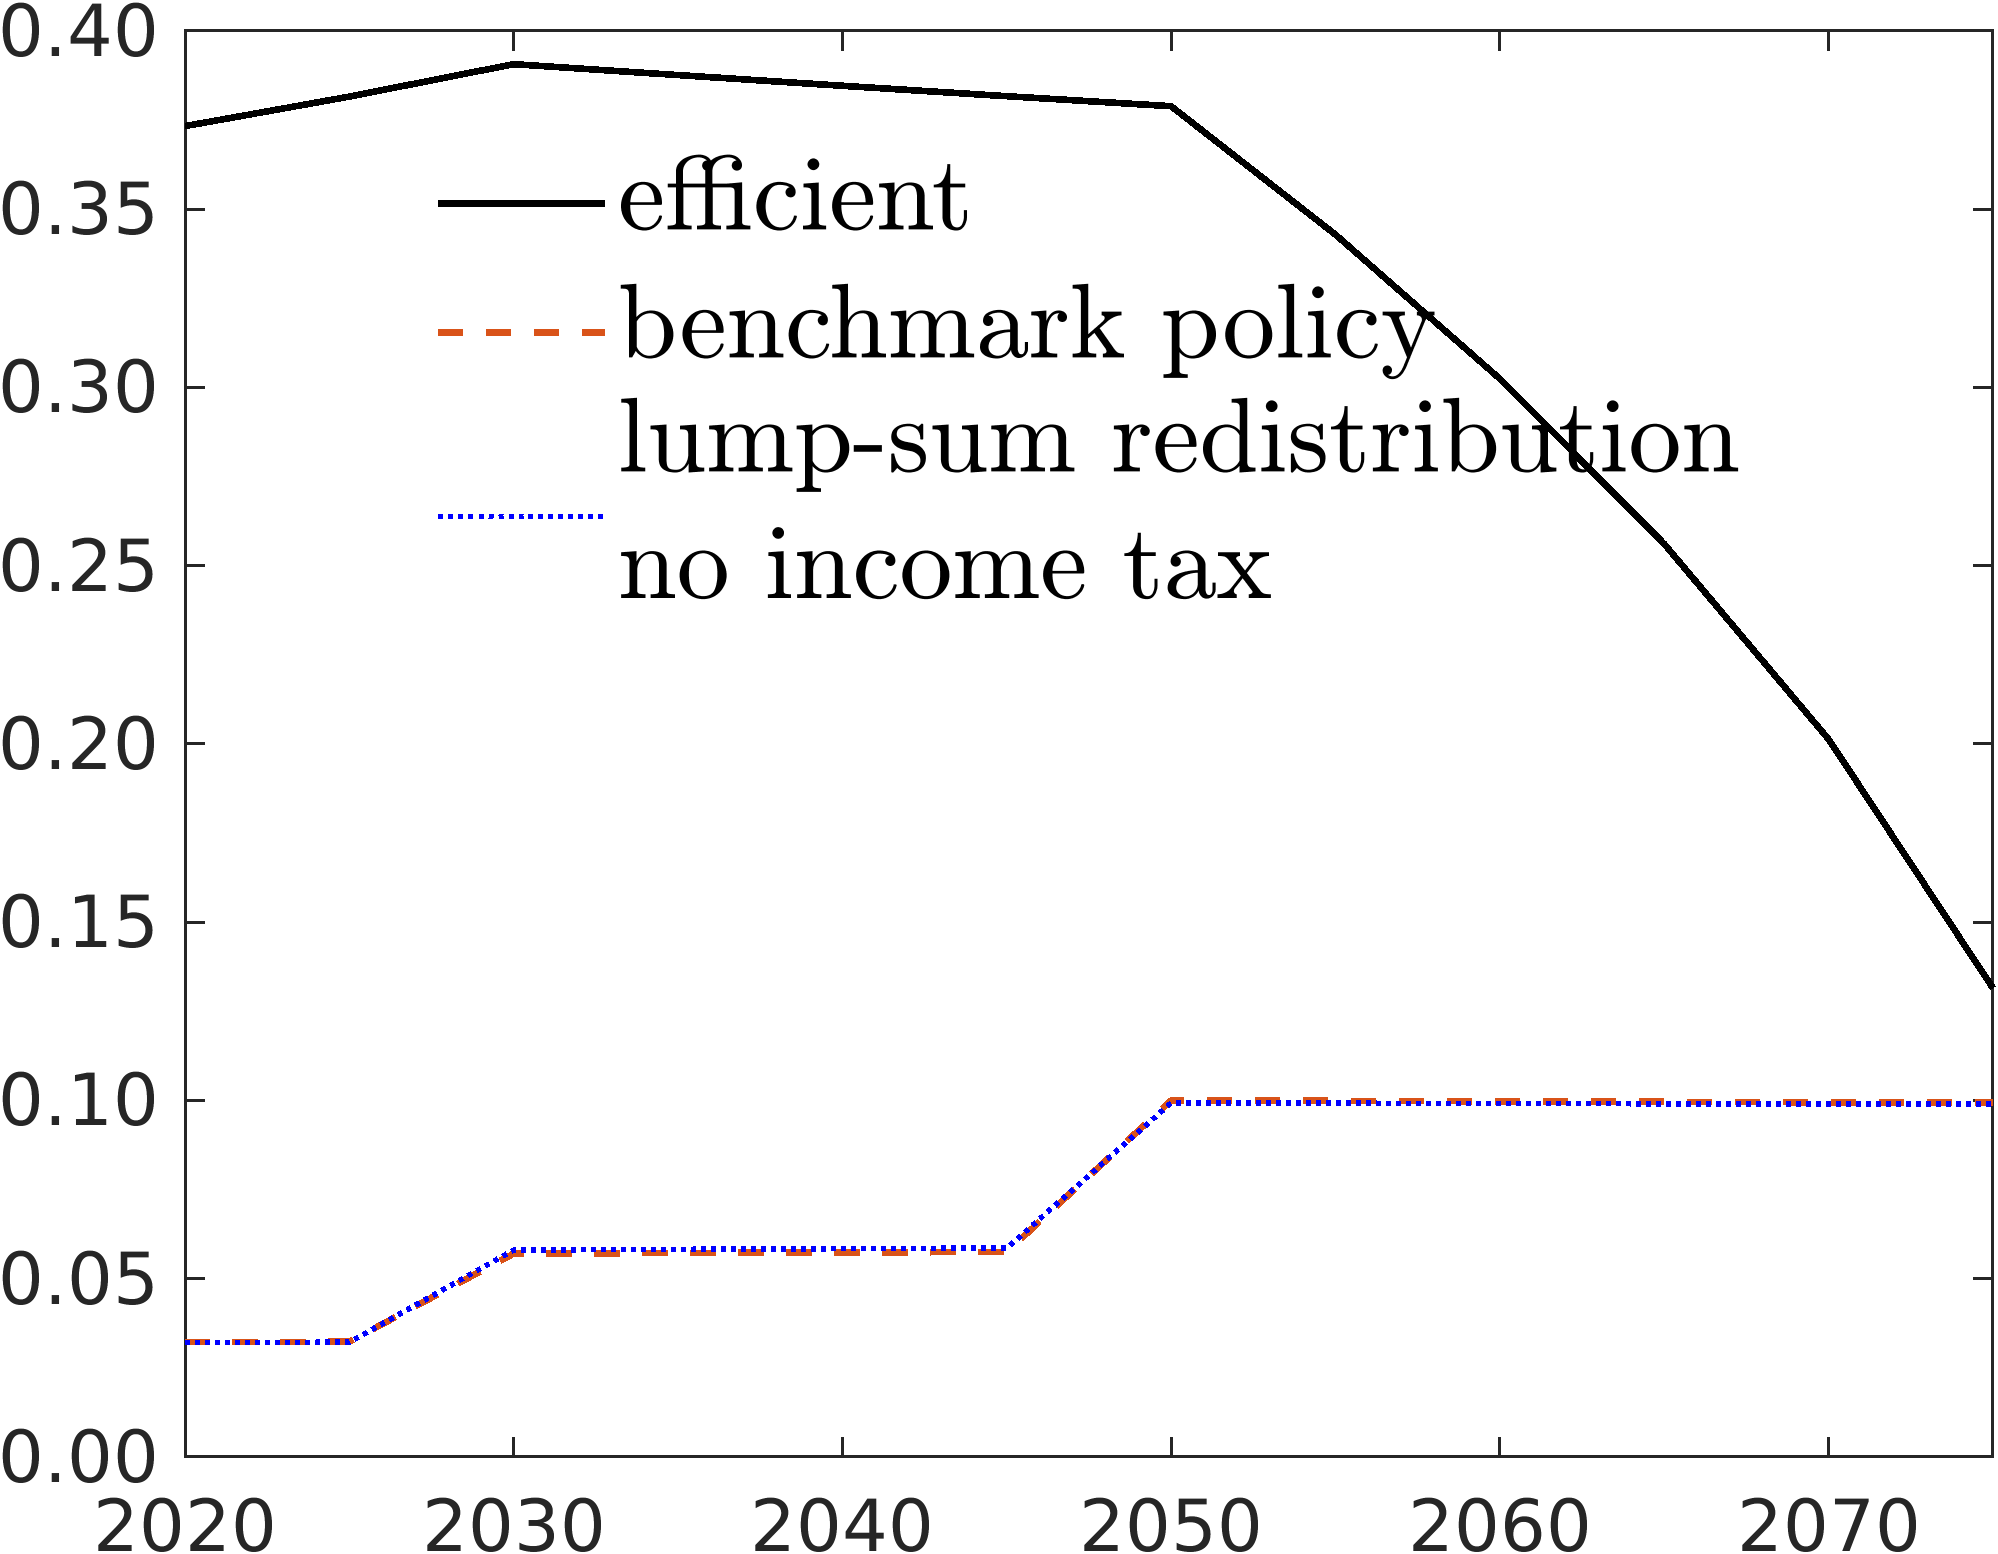 0.40
0.35
0.30
0.25
0.20
0.15
0.10
0.05
0.00
efficient
benchmark policy
lump-sum redistribution
no income tax
2020 2030 2040 2050 2060 2070